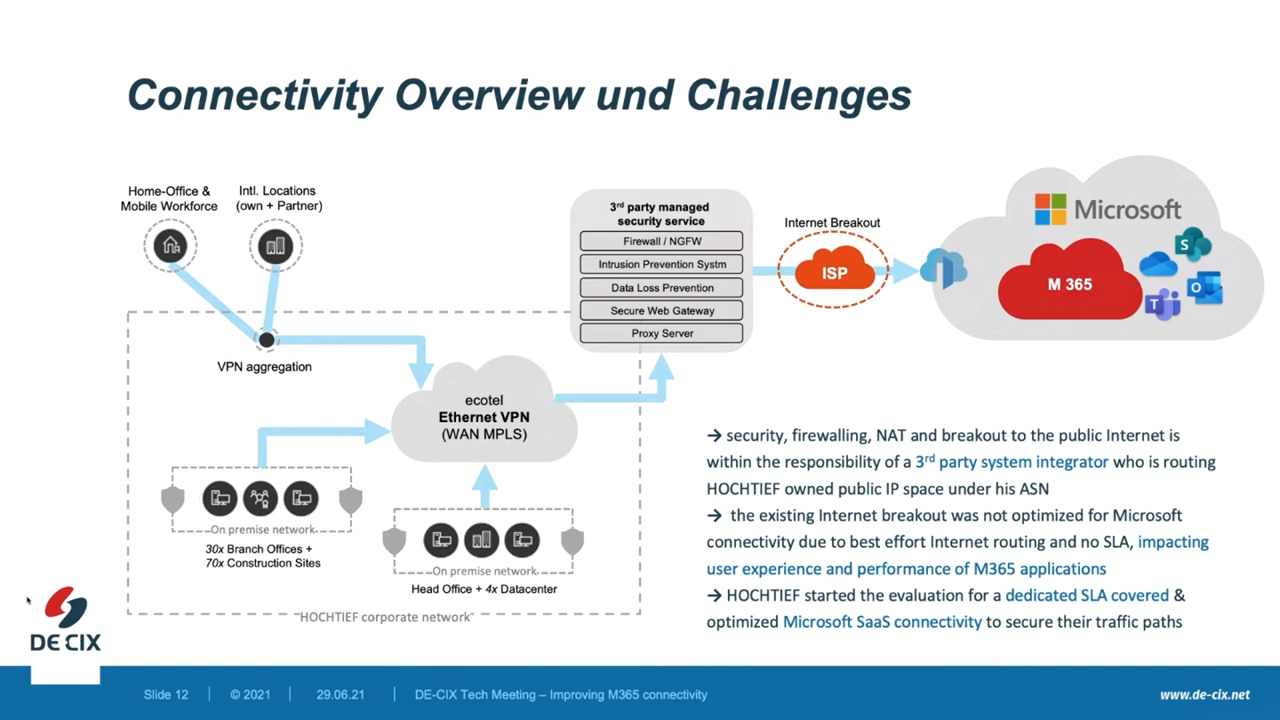 Connectivity Overview und Challenges
Home-Office &
Mobile Workforce
Intl. Locations
(own + Partner)
VPN aggregation
3rd party managed
security service
Firewall / NGFW
Intrusion Prevention Systm
Data Loss Prevention
Secure Web Gateway
Proxy Server
Internet Breakout
ISP
Microsoft
M 365
S
O
T
ecotel
Ethernet VPN
(WAN MPLS)
On premise network
30x Branch Offices +
70x Construction Sites
On premise network
Head Office + 4x Datacenter
"HOCHTIEF corporate network"
→ security, firewalling, NAT and breakout to the public Internet is
within the responsibility of a 3rd party system integrator who is routing
HOCHTIEF owned public IP space under his ASN
→ the existing Internet breakout was not optimized for Microsoft
connectivity due to best effort Internet routing and no SLA, impacting
user experience and performance of M365 applications
→ HOCHTIEF started the evaluation for a dedicated SLA covered &
optimized Microsoft SaaS connectivity to secure their traffic paths
DE CIX
Slide 12 | © 2021 | 29.06.21 | DE-CIX Tech Meeting – Improving M365 connectivity
www.de-cix.net